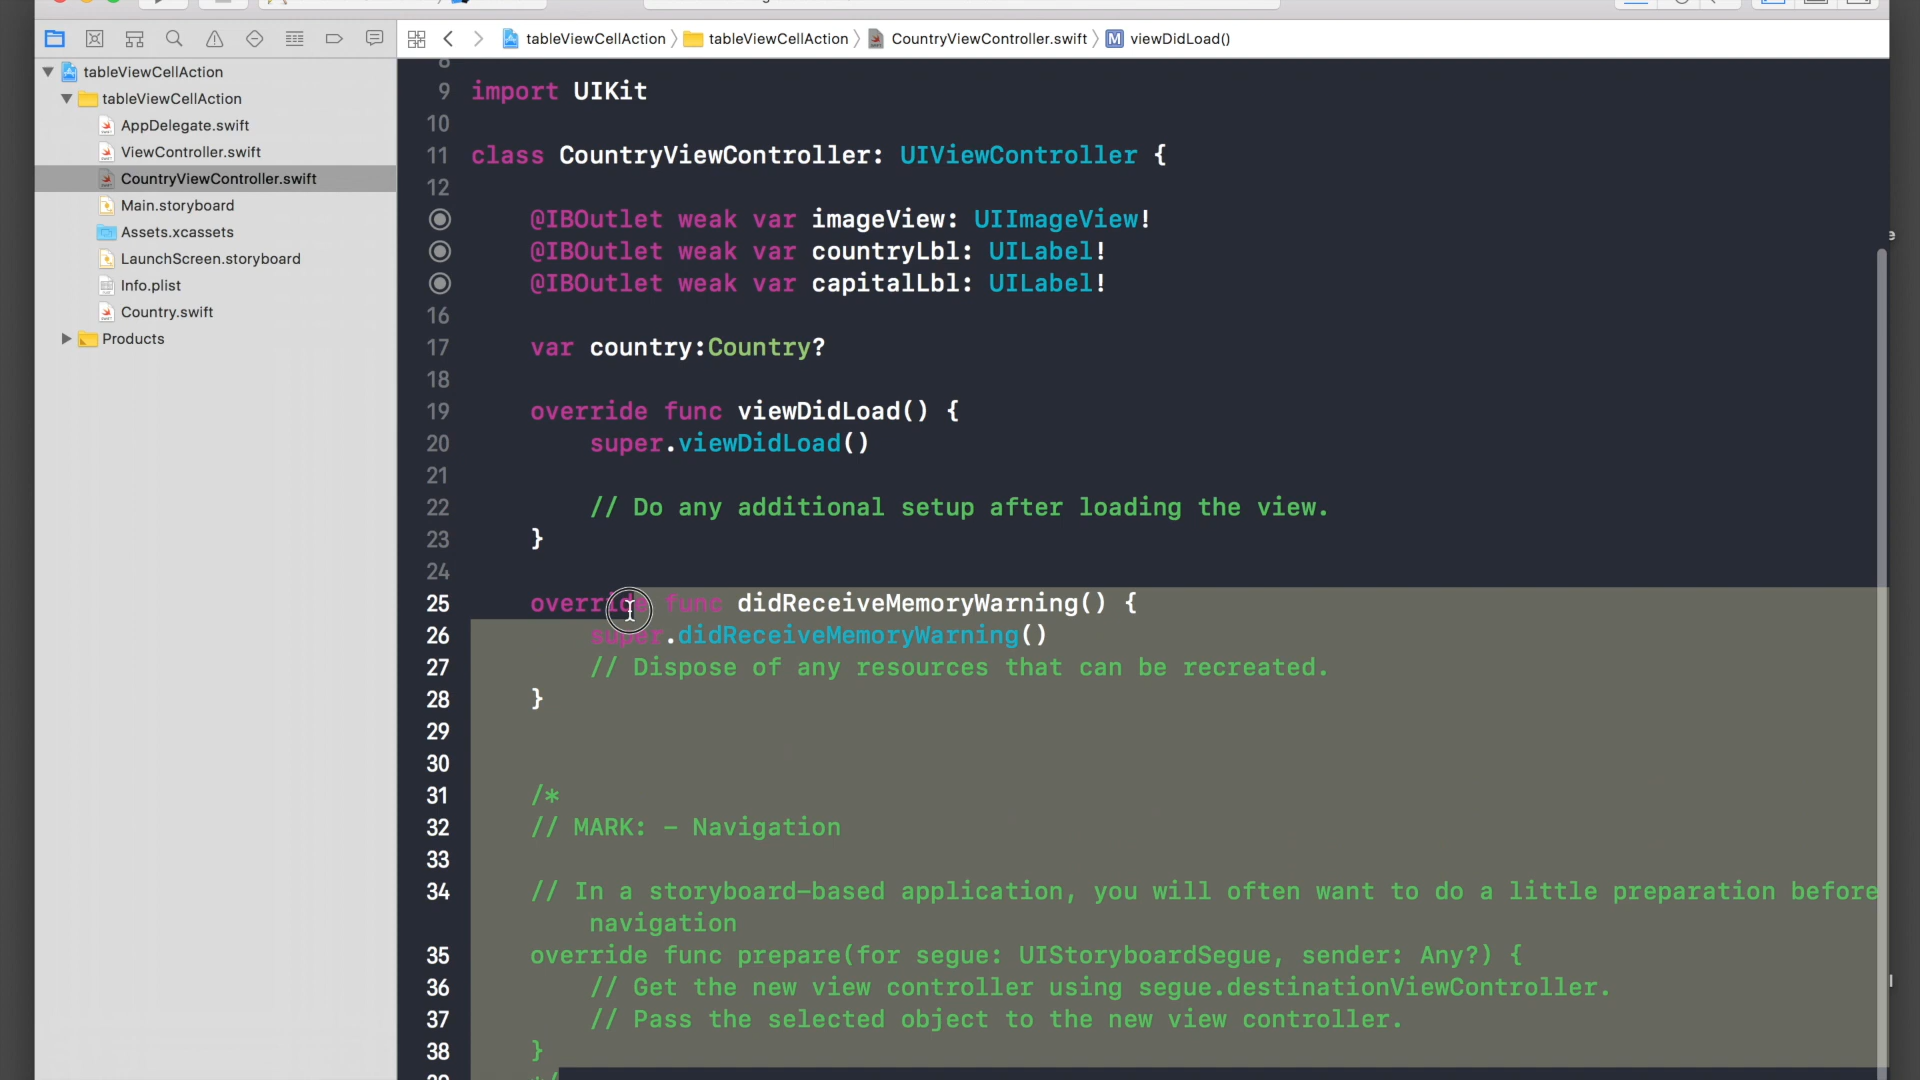 tableViewCellAction
tableViewCellAction
CountryViewController.swift
viewDidLoad()
tableViewCellAction
tableViewCellAction
AppDelegate.swift
ViewController.swift
CountryViewController.swift
Main.storyboard
Assets.xcassets
LaunchScreen.storyboard
Info.plist
Country.swift
Products
8
9 import UIKit
10
11 class CountryViewController: UIViewController {
12
@IBOutlet weak var imageView: UIImageView!
@IBOutlet weak var countryLbl: UILabel!
@IBOutlet weak var capitalLbl: UILabel!
16
17 var country:Country?
18
19 override func viewDidLoad() {
20 super.viewDidLoad()
21
22 // Do any additional setup after loading the view.
23 }
24
25 override func didReceiveMemoryWarning() {
26 super.didReceiveMemoryWarning()
27 // Dispose of any resources that can be recreated.
28 }
29
30
31 /*
32 // MARK: - Navigation
33
34 // In a storyboard-based application, you will often want to do a little preparation before
navigation
35 override func prepare(for segue: UIStoryboardSegue, sender: Any?) {
36 // Get the new view controller using segue.destinationViewController.
37 // Pass the selected object to the new view controller.
38 }